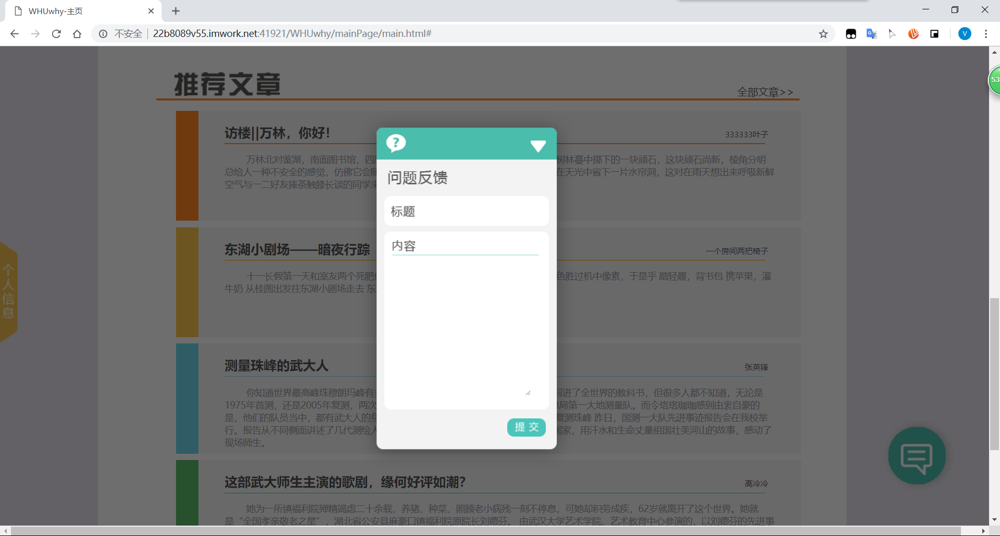 WHUwhy-主页
不安全
22b8089v55.imwork.net:41921/WHUwhy/mainPage/main.html#
V
53
推荐文章
全部文章>>
访楼||万林，你好！
333333叶子
万林北对鉴湖，南面图书馆，四
树林蔓中掷下的一块顽石，这块顽石尚新，棱角分明
总给人一种不安全的感觉，仿佛它会随
在天光中省下一片水帘洞，这对在雨天想出来呼吸新鲜
空气与一二好友捧茶触膝长谈的同学来
东湖小剧场——暗夜行踪
一个房间两把椅子
十一长假第一天和室友两个死肥
色胜过机中像素，于是乎 踏轻履，背书包 携苹果，灌
牛奶 从桂圆出发往东湖小剧场走去 东
测量珠峰的武大人
张英锋
你知道世界最高峰珠穆朗玛峰有多
写进了全世界的教科书，但很多人都不知道，无论是
1975年首测，还是2005年复测，两次
局第一大地测量队。而令珞珞珈珈感到由衷自豪的
是，他们的队员当中，都有武大人的身
复测珠峰 昨日，国测一大队先进事迹报告会在我校举
行。报告从不同侧面讲述了几代测绘人
国家，用汗水和生命丈量祖国壮美河山的故事，感动了
现场师生。
这部武大师生主演的歌剧，缘何好评如潮？
高冷冷
她为一所镇福利院殚精竭虑二十余载，养猪、种菜、照顾老小病残一刻不停息，可她却积劳成疾，62岁就离开了这个世界。她就
是“全国孝亲敬老之星”，湖北省公安县麻豪口镇福利院原院长刘德芬。 由武汉大学艺术学院、艺术教育中心参演的，以刘德芬的先进事
个人信息
?
问题反馈
标题
内容
提 交